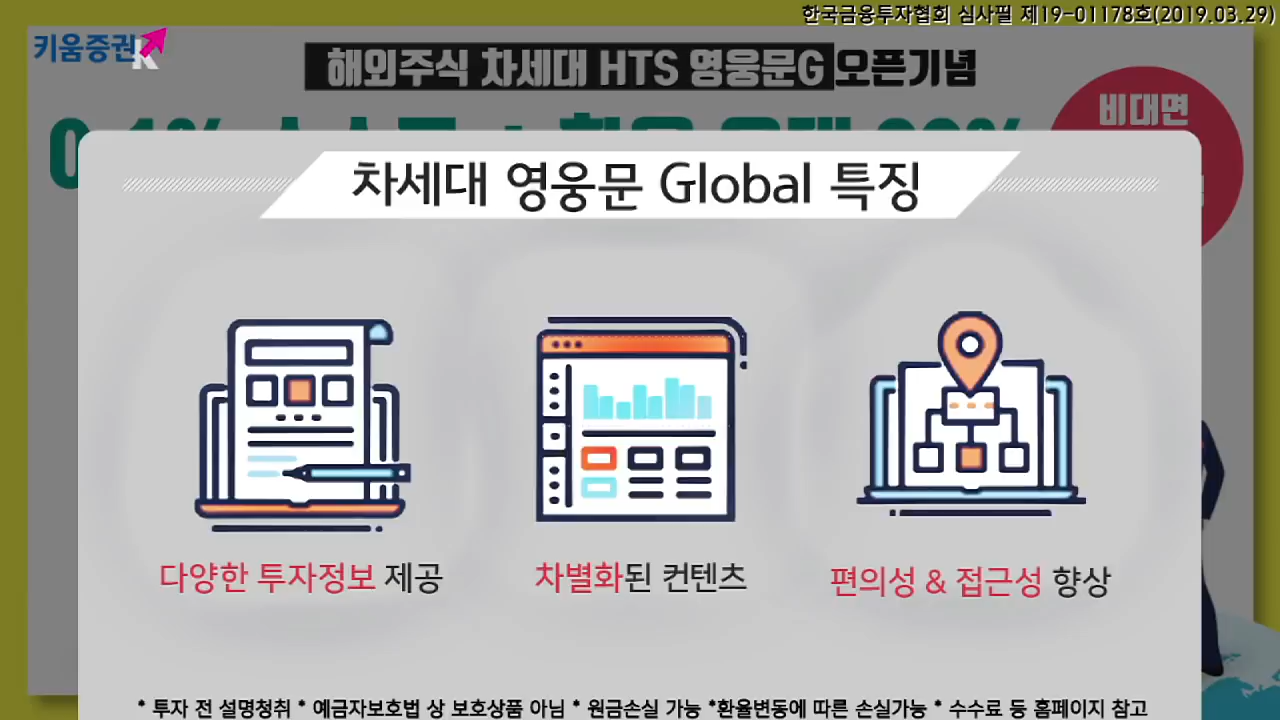 한국금융투자협회 심사필 제19-01178호(2019.03.29)
키움증권
해외주식 차세대 HTS 영웅문G 오픈기념
비대면
차세대 영웅문 Global 특징
다양한 투자정보 제공
차별화된 컨텐츠
편의성 & 접근성 향상
* 투자 전 설명청취 * 예금자보호법 상 보호상품 아님 * 원금손실 가능 *환율변동에 따른 손실가능 * 수수료 등 홈페이지 참고